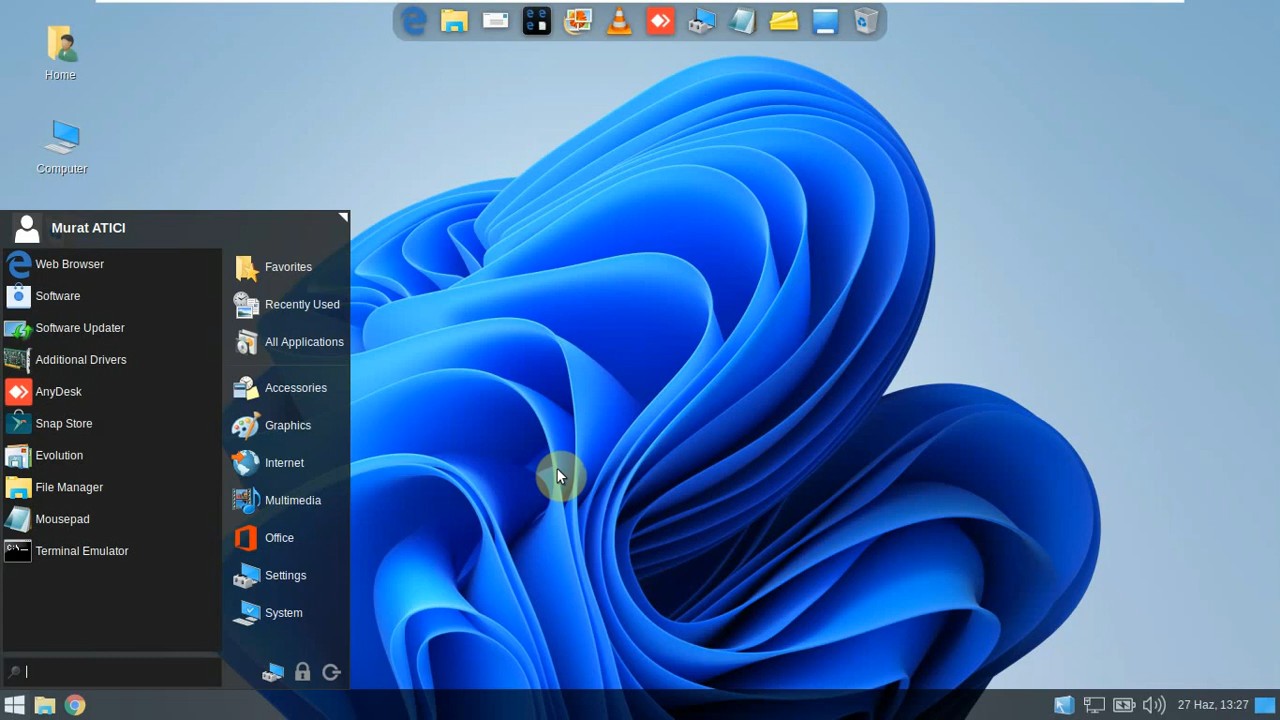 Home
Computer
Murat ATICI
Web Browser
Software
Software Updater
Additional Drivers
AnyDesk
Snap Store
Evolution
File Manager
Mousepad
Terminal Emulator
Favorites
Recently Used
All Applications
Accessories
Graphics
Internet
Multimedia
Office
Settings
System
27 Haz, 13:27